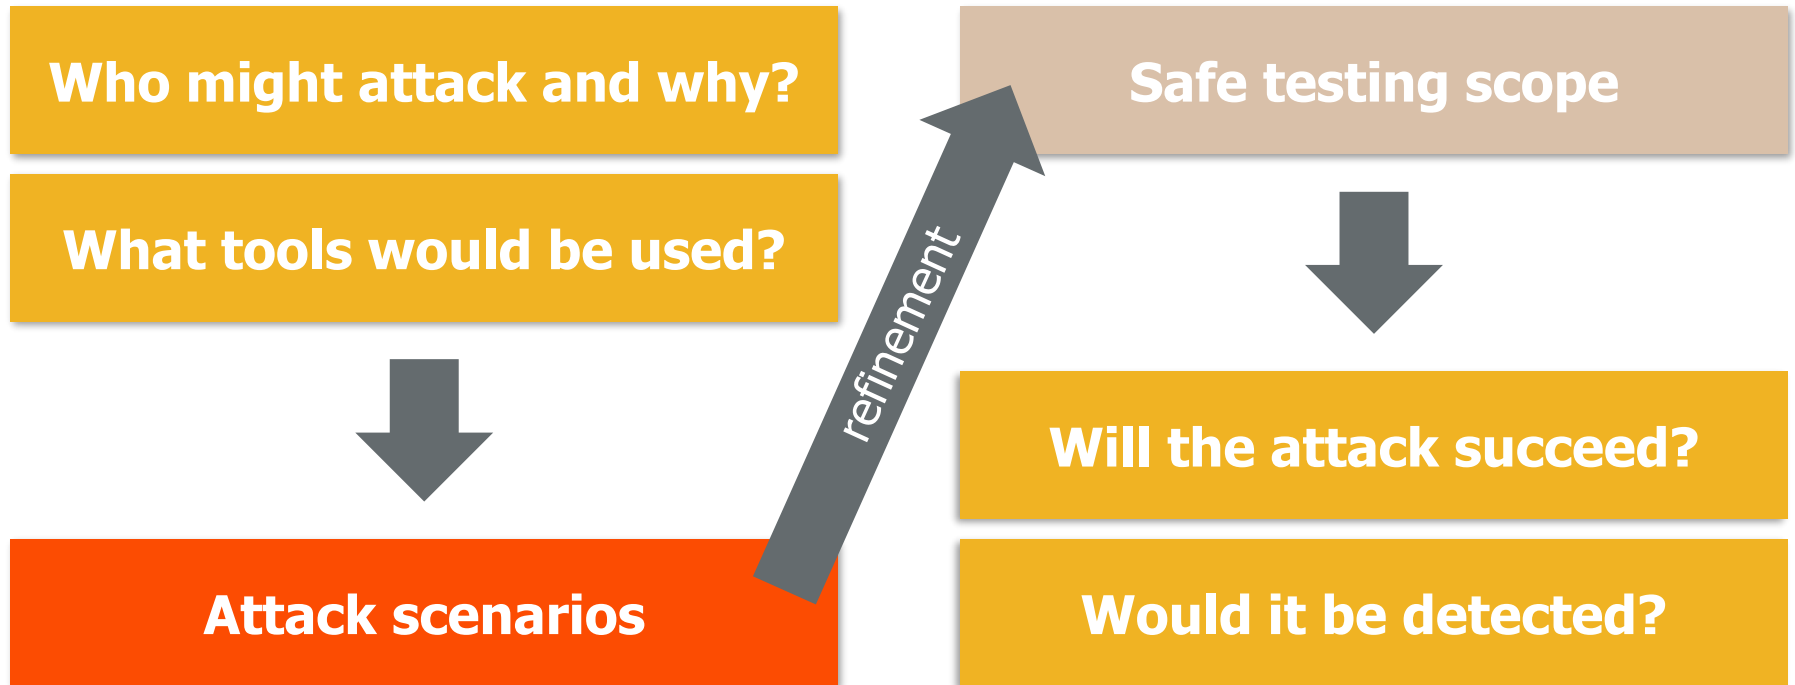 Who might attack and why?
What tools would be used?
Attack scenarios
refinement
Safe testing scope
Will the attack succeed?
Would it be detected?